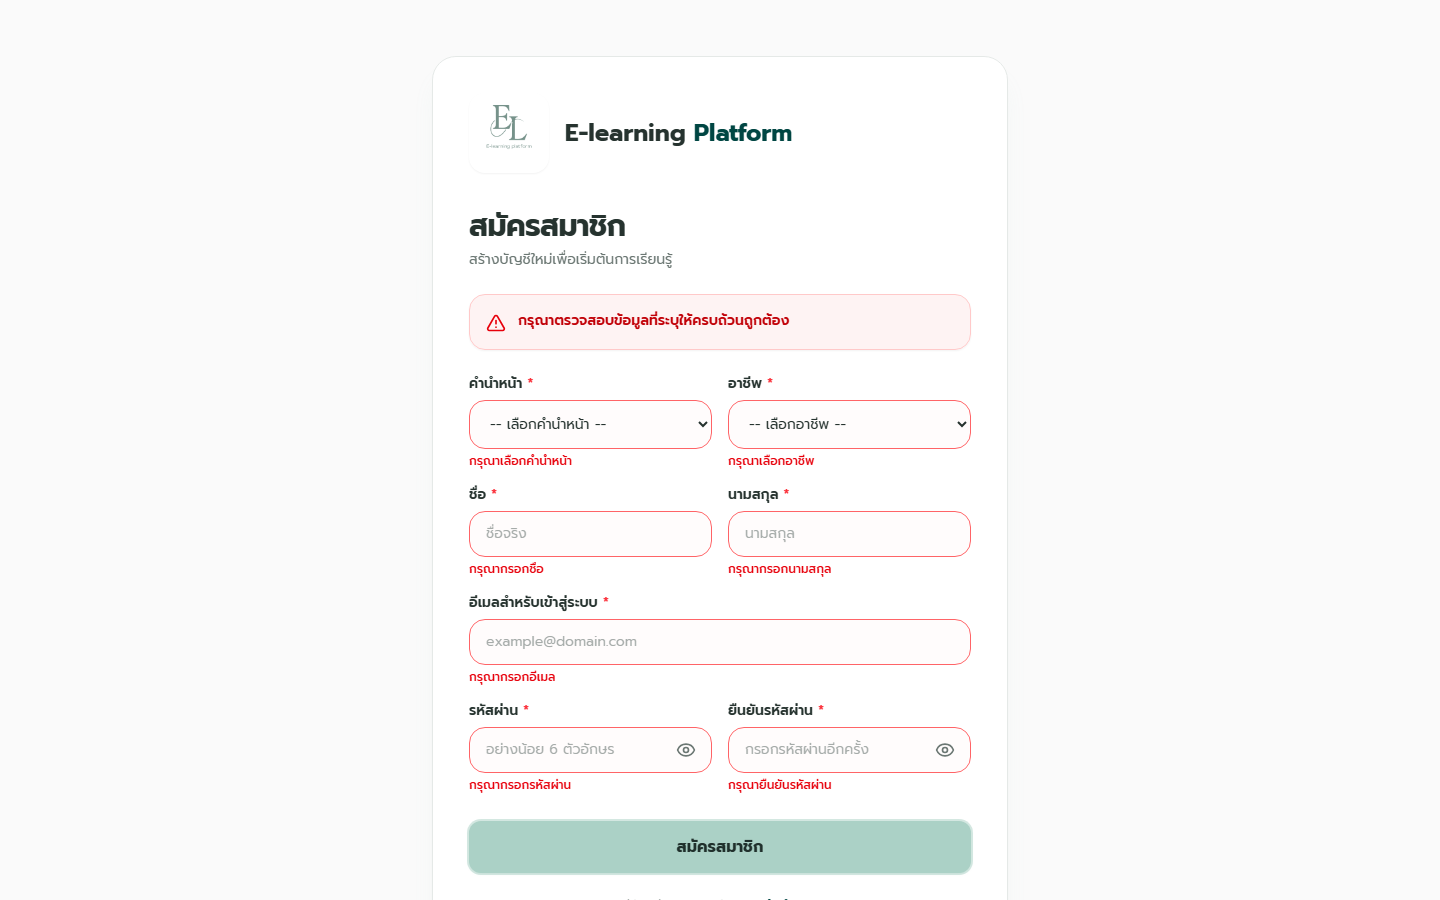 EL
E-learning platform
E-learning Platform
สมัครสมาชิก
สร้างบัญชีใหม่เพื่อเริ่มต้นการเรียนรู้
กรุณาตรวจสอบข้อมูลที่ระบุให้ครบถ้วนถูกต้อง
คำนำหน้า * อาชีพ *
-- เลือกคำนำหน้า -- -- เลือกอาชีพ --
กรุณาเลือกคำนำหน้า กรุณาเลือกอาชีพ
ชื่อ * นามสกุล *
ชื่อจริง นามสกุล
กรุณากรอกชื่อ กรุณากรอกนามสกุล
อีเมลสำหรับเข้าสู่ระบบ *
example@domain.com
กรุณากรอกอีเมล
รหัสผ่าน * ยืนยันรหัสผ่าน *
อย่างน้อย 6 ตัวอักษร กรอกรหัสผ่านอีกครั้ง
กรุณากรอกรหัสผ่าน กรุณายืนยันรหัสผ่าน
สมัครสมาชิก